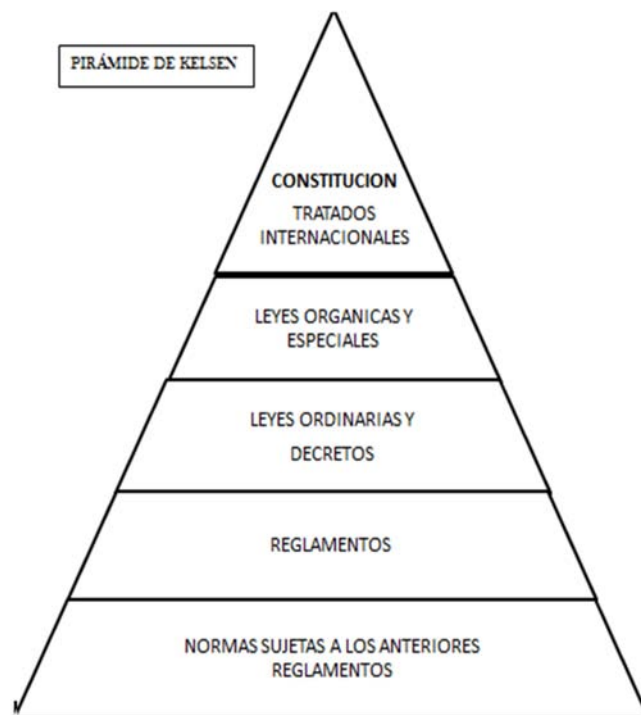 PIRÁMIDE DE KELSEN
CONSTITUCION
TRATADOS
INTERNACIONALES
LEYES ORGANICAS Y
ESPECIALES
LEYES ORDINARIAS Y
DECRETOS
REGLAMENTOS
NORMAS SUJETAS A LOS ANTERIORES
REGLAMENTOS